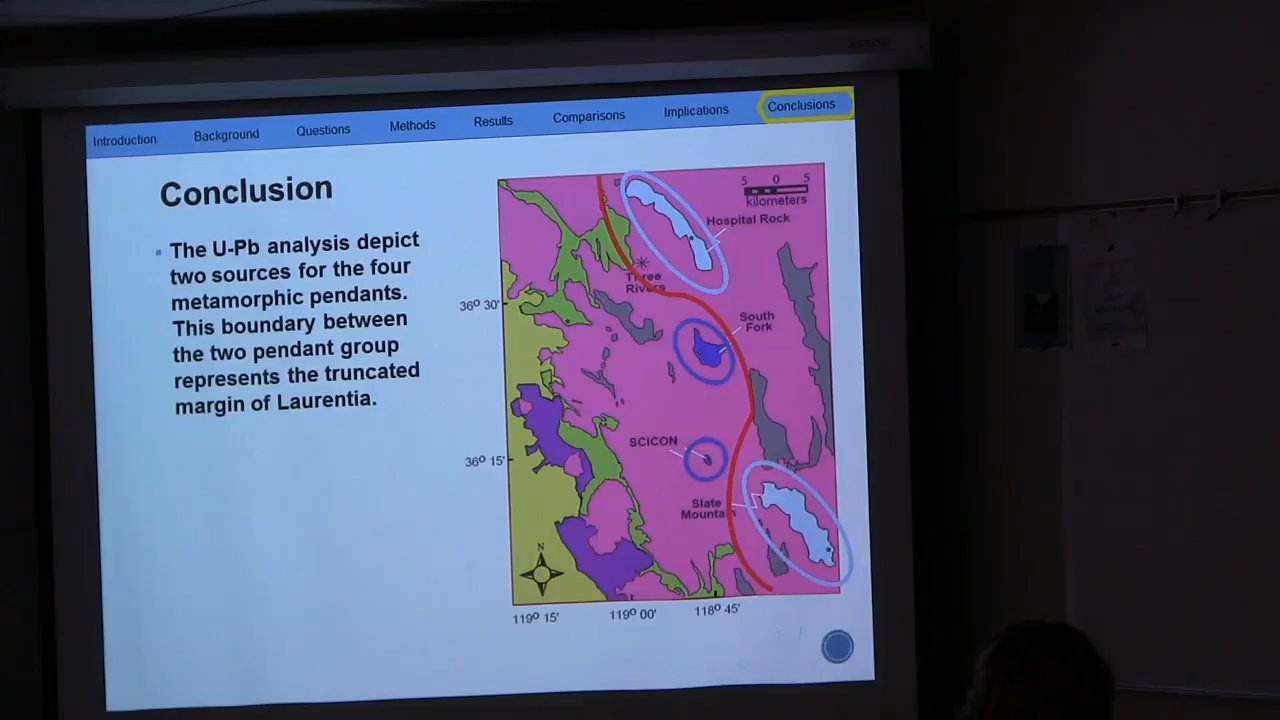 Introduction Background Questions Methods Results Comparisons Implications Conclusions
Conclusion
The U-Pb analysis depict
two sources for the four
metamorphic pendants.
This boundary between
the two pendant group
represents the truncated
margin of Laurentia.
5 0 5
kilometers
Hospital Rock
Three
Rivers
36º 30'
South
Fork
SCICON
36º 15'
Slate
Mountain
N
119º 15' 119º 00' 118º 45'